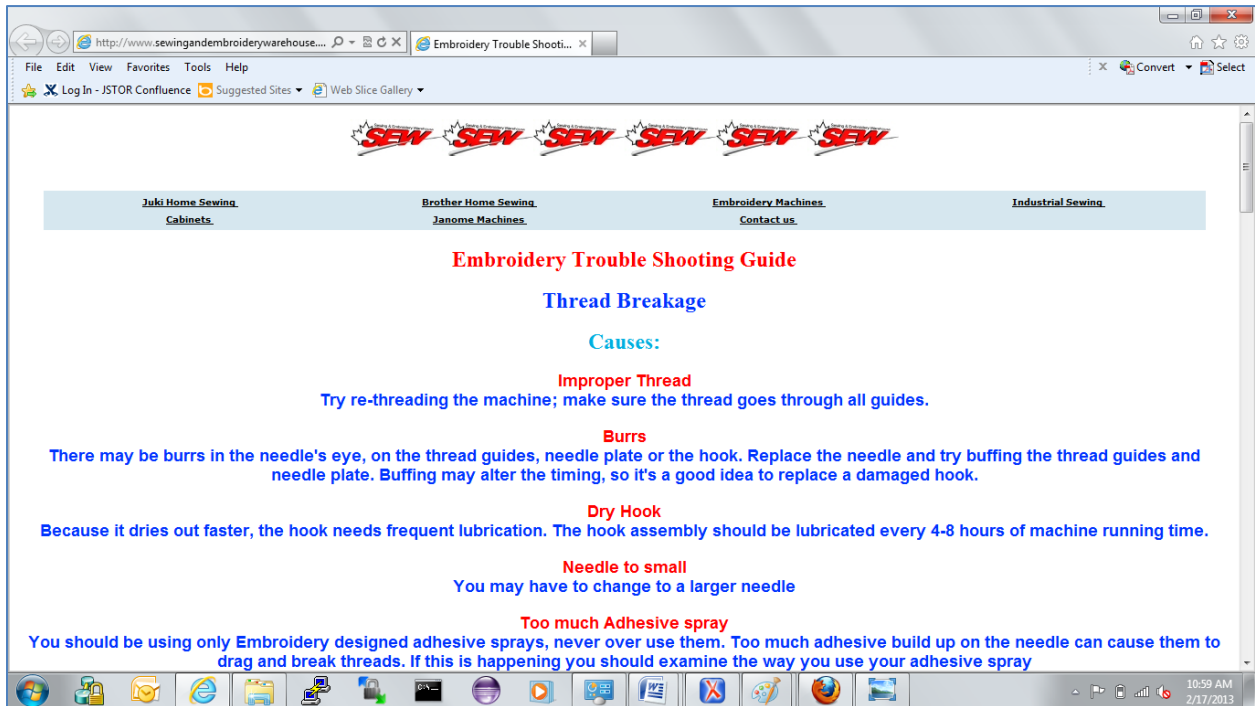 http://www.sewingandembroiderywarehouse....
Embroidery Trouble Shooti...
File Edit View Favorites Tools Help
Convert
Select
Log In - JSTOR Confluence
Suggested Sites
Web Slice Gallery
SEW SEW SEW SEW SEW SEW
Juki Home Sewing Brother Home Sewing Embroidery Machines Industrial Sewing
Cabinets Janome Machines Contact us
Embroidery Trouble Shooting Guide
Thread Breakage
Causes:
Improper Thread
Try re-threading the machine; make sure the thread goes through all guides.
Burrs
There may be burrs in the needle's eye, on the thread guides, needle plate or the hook. Replace the needle and try buffing the thread guides and
needle plate. Buffing may alter the timing, so it's a good idea to replace a damaged hook.
Dry Hook
Because it dries out faster, the hook needs frequent lubrication. The hook assembly should be lubricated every 4-8 hours of machine running time.
Needle to small
You may have to change to a larger needle
Too much Adhesive spray
You should be using only Embroidery designed adhesive sprays, never over use them. Too much adhesive build up on the needle can cause them to
drag and break threads. If this is happening you should examine the way you use your adhesive spray
10:59 AM
2/17/2013